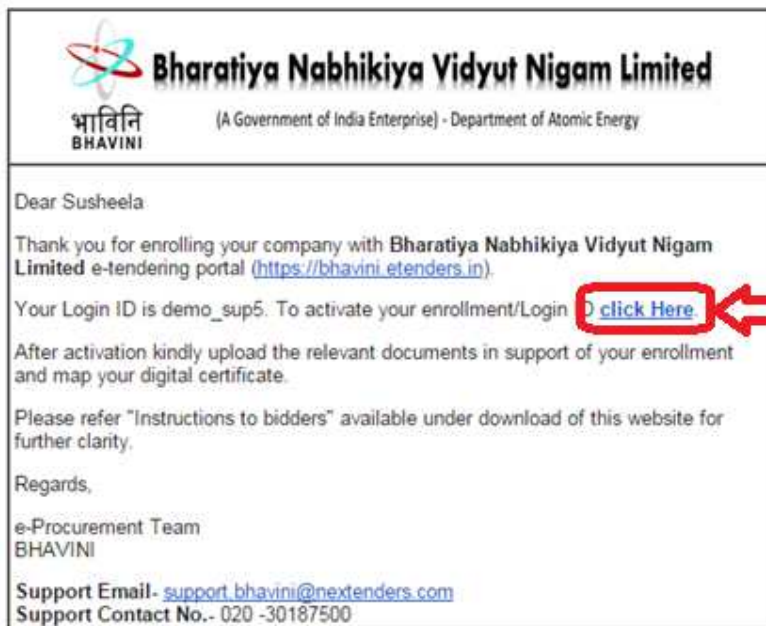 Bharatiya Nabhikiya Vidyut Nigam Limited
भाविनि
BHAVINI
(A Government of India Enterprise) - Department of Atomic Energy
Dear Susheela
Thank you for enrolling your company with Bharatiya Nabhikiya Vidyut Nigam
Limited e-tendering portal (https://bhavini.etenders.in).
Your Login ID is demo_sup5. To activate your enrollment/Login D click Here.
After activation kindly upload the relevant documents in support of your enrollment
and map your digital certificate.
Please refer "Instructions to bidders" available under download of this website for
further clarity.
Regards,
e-Procurement Team
BHAVINI
Support Email- support.bhavini@nextenders.com
Support Contact No.- 020 -30187500